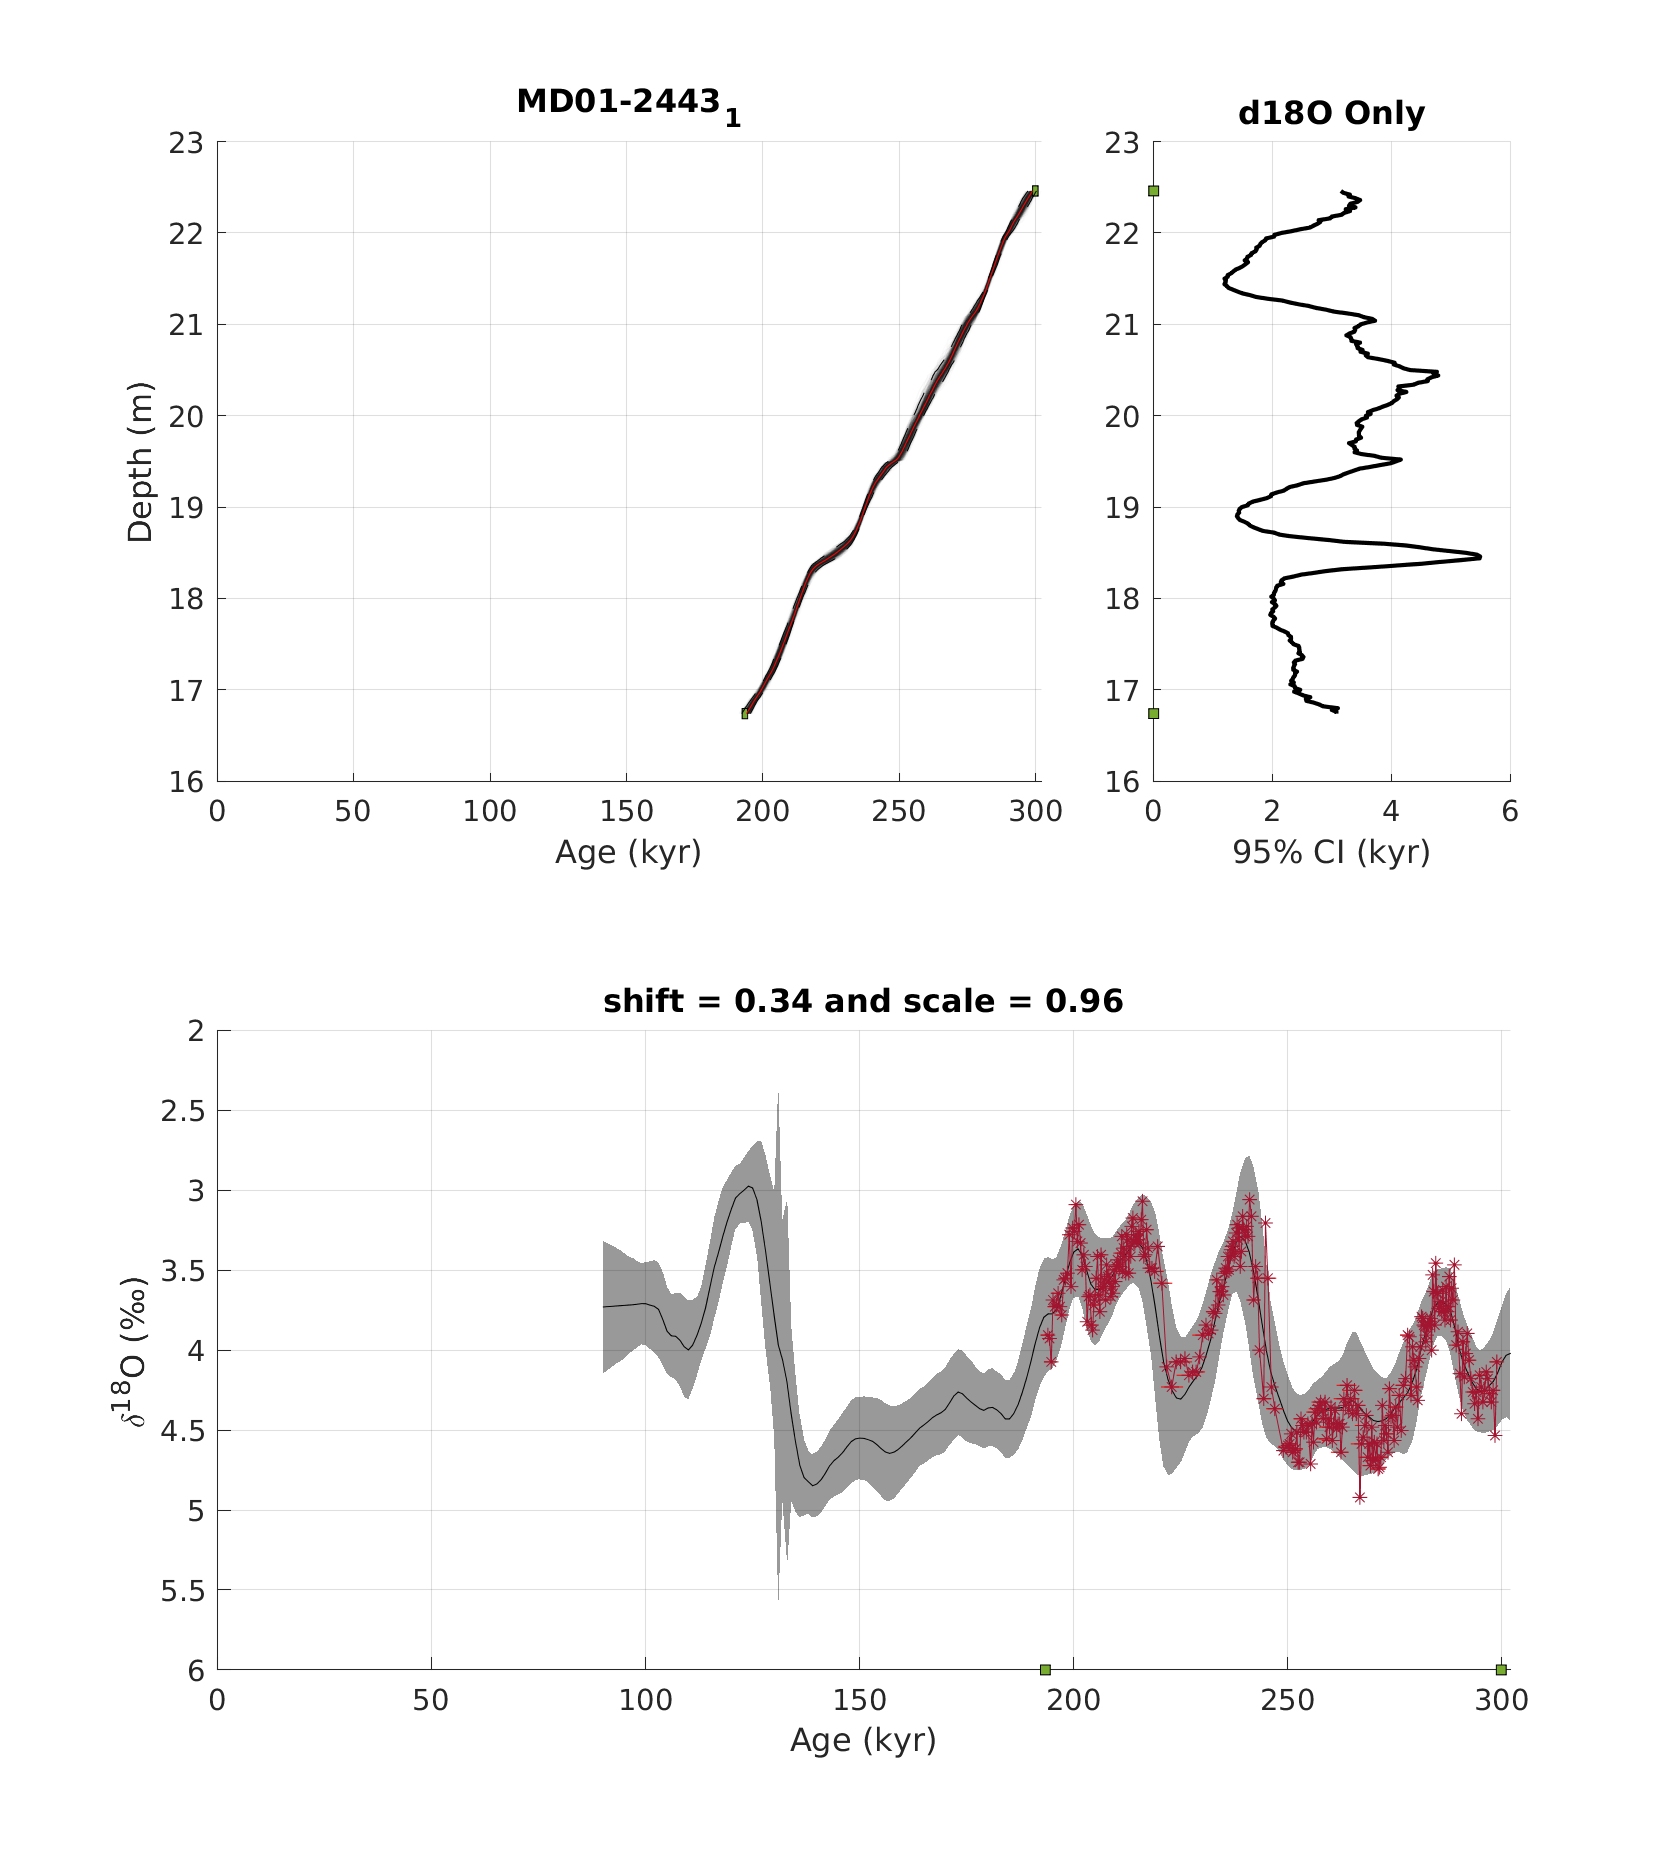 MD01-2443₁
23
22
21
20
19
18
17
16
Depth (m)
0 50 100 150 200 250 300
Age (kyr)
d18O Only
23
22
21
20
19
18
17
16
0 2 4 6
95% CI (kyr)
shift = 0.34 and scale = 0.96
2
2.5
3
3.5
4
4.5
5
5.5
6
δ¹⁸O (‰)
0 50 100 150 200 250 300
Age (kyr)